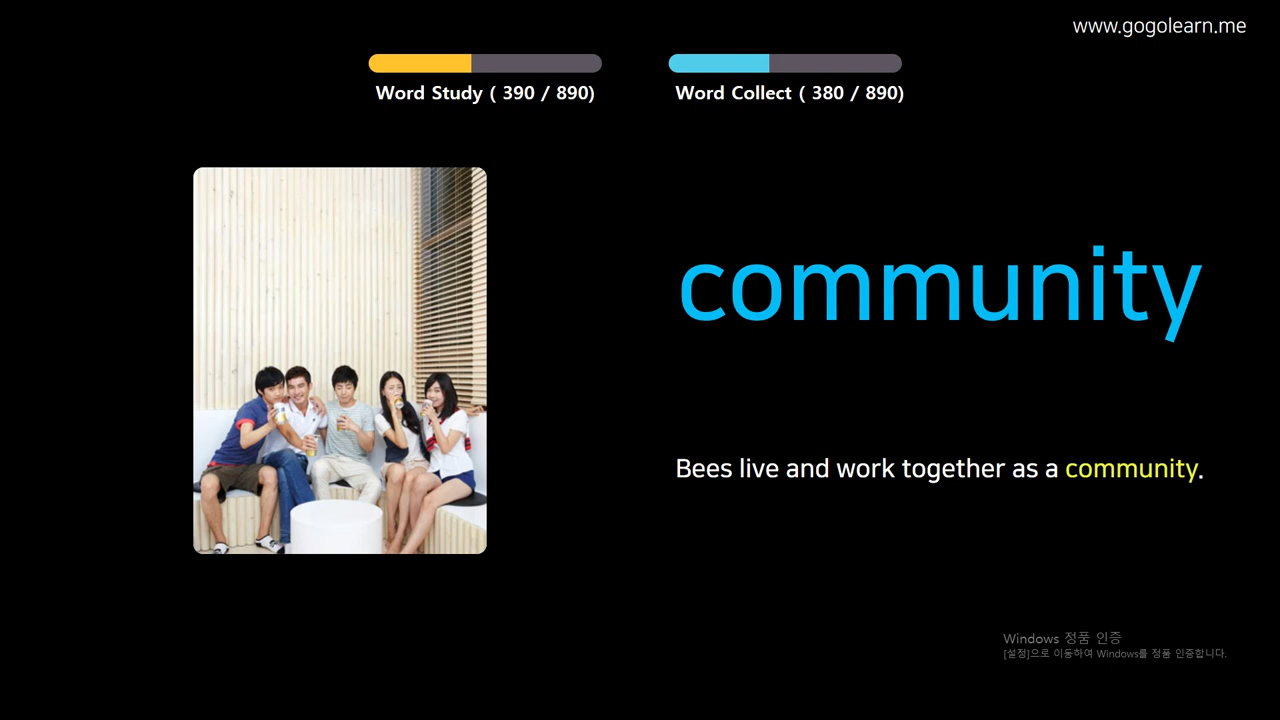 www.gogolearn.me
Word Study ( 390 / 890)
Word Collect ( 380 / 890)
community
Bees live and work together as a community.
Windows 정품 인증
[설정]으로 이동하여 Windows를 정품 인증합니다.